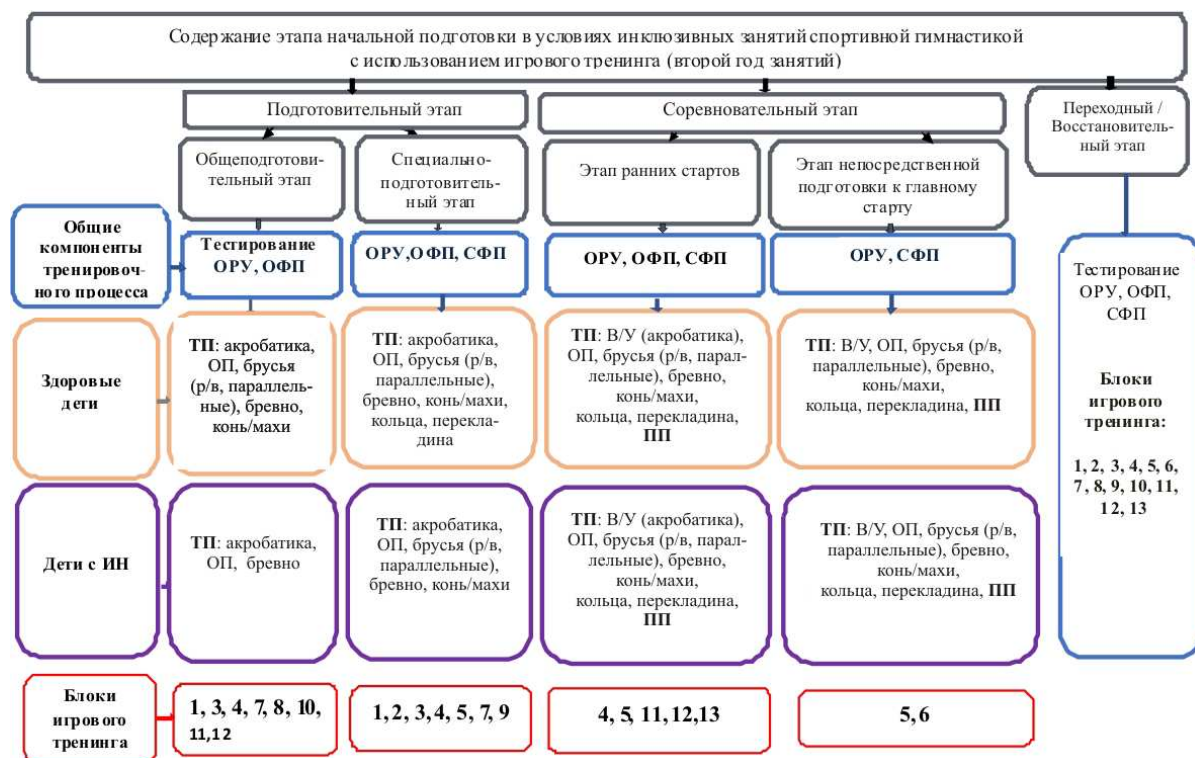 Содержание этапа начальной подготовки в условиях инклюзивных занятий спортивной гимнастикой
с использованием игрового тренинга (второй год занятий)
Подготовительный этап
Соревновательный этап
Переходный /
Восстановитель-
ный этап
Общеподготови-
тельный этап
Специально-
подготовитель-
ный этап
Этап ранних стартов
Этап непосредственной
подготовки к главному
старту
Общие
компоненты
тренировоч-
ного процесса
Тестирование
ОРУ, ОФП
ОРУ,ОФП, СФП
ОРУ, ОФП, СФП
ОРУ, СФП
Тестирование
ОРУ, ОФП,
СФП
Блоки
игрового
тренинга:
1, 2, 3, 4, 5, 6,
7, 8, 9, 10, 11,
12, 13
Здоровые
дети
ТП: акробатика,
ОП, брусья
(р/в, параллель-
ные), бревно,
конь/махи
ТП: акробатика,
ОП, брусья (р/в,
параллельные),
бревно, конь/махи,
кольца, перекла-
дина
ТП: В/У (акробатика),
ОП, брусья (р/в, парал-
лельные), бревно,
конь/махи,
кольца, перекладина,
ПП
ТП: В/У, ОП, брусья (р/в,
параллельные), бревно,
конь/махи,
кольца, перекладина, ПП
Дети с ИН
ТП: акробатика,
ОП, бревно
ТП: акробатика,
ОП, брусья (р/в,
параллельные),
бревно, конь/махи
ТП: В/У (акробатика),
ОП, брусья (р/в, парал-
лельные), бревно,
конь/махи,
кольца, перекладина,
ПП
ТП: В/У, ОП, брусья (р/в,
параллельные), бревно,
конь/махи,
кольца, перекладина, ПП
Блоки
игрового
тренинга
1, 3, 4, 7, 8, 10,
11,12
1, 2, 3, 4, 5, 7, 9
4, 5, 11, 12,13
5, 6